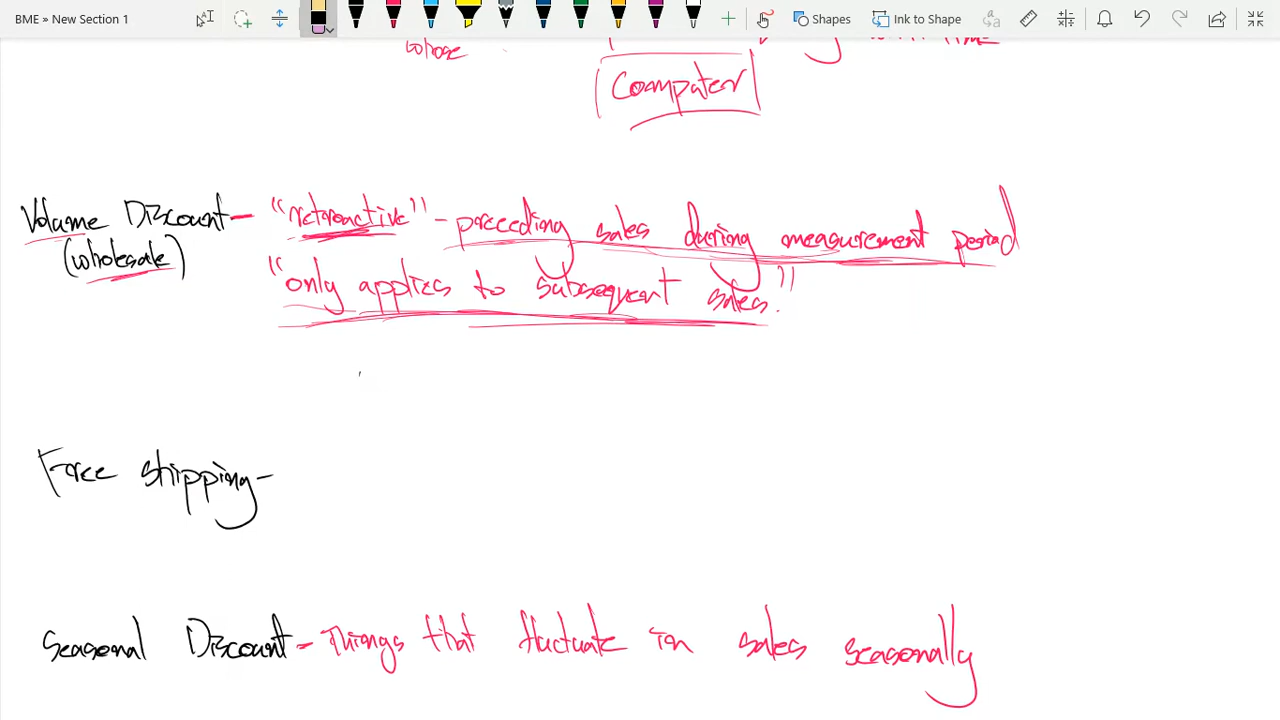 BME » New Section 1
Shapes
Ink to Shape
Computer
Volume Discount - "retroactive" - preceding sales during measurement period
(wholesale)
"only applies to subsequent sales."
Free shipping -
Seasonal Discount - Things that fluctuate in sales seasonally